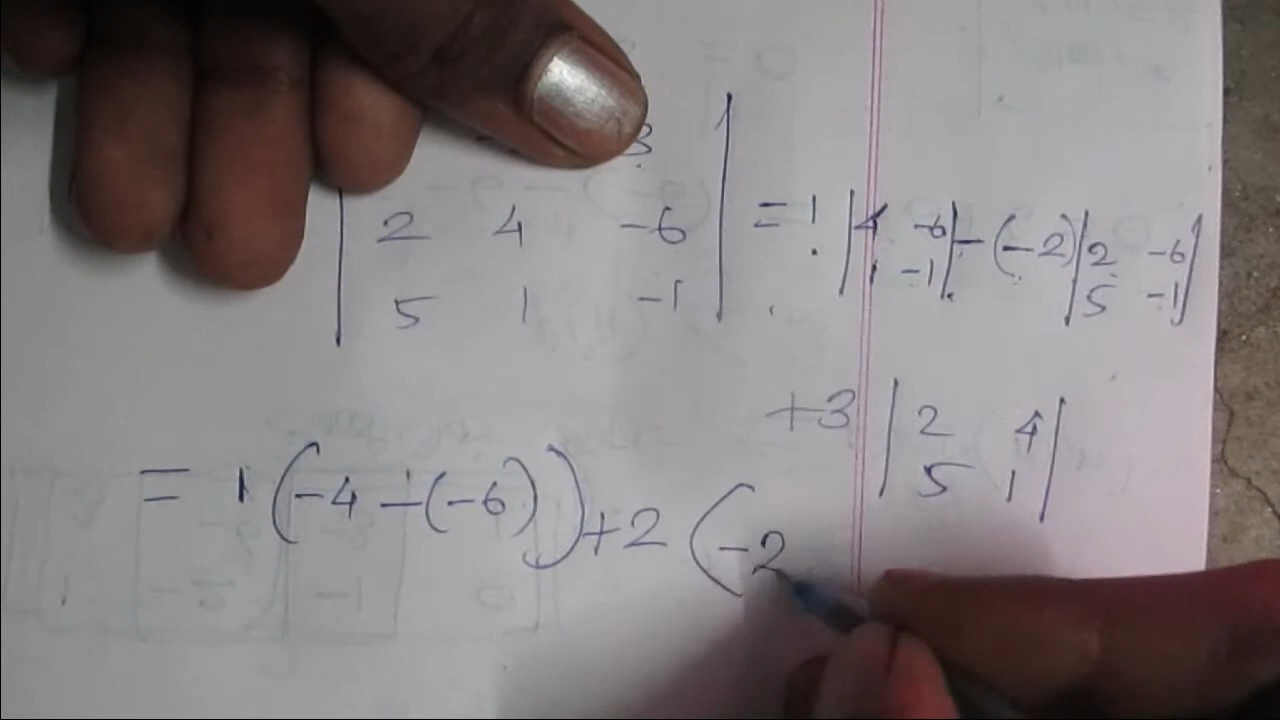 3
2 4 -6 = 1 | 4 -6 | - (-2) | 2 -6 |
5 1 -1 | 1 -1 | | 5 -1 |
+3 | 2 4 |
| 5 1 |
= 1 (-4 - (-6)) + 2 (-2